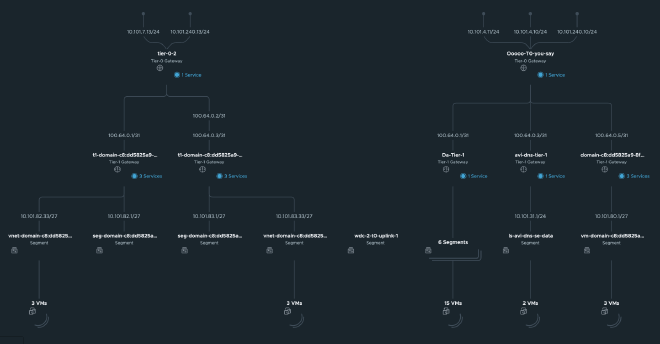 10.101.7.13/24
10.101.240.13/24
10.101.4.11/24
10.101.4.10/24
10.101.240.10/24
tier-0-2
Tier-0 Gateway
1 Service
Ooooo-T0-you-say
Tier-0 Gateway
1 Service
100.64.0.2/31
100.64.0.1/31
100.64.0.3/31
100.64.0.1/31
100.64.0.3/31
100.64.0.5/31
t1-domain-c8:dd5825a9-...
Tier-1 Gateway
3 Services
t1-domain-c8:dd5825a9-...
Tier-1 Gateway
3 Services
Da-Tier-1
Tier-1 Gateway
1 Service
avi-dns-tier-1
Tier-1 Gateway
1 Service
domain-c8:dd5825a9-8f...
Tier-1 Gateway
3 Services
10.101.82.33/27
10.101.82.1/27
10.101.83.1/27
10.101.83.33/27
10.101.31.1/24
10.101.80.1/27
vnet-domain-c8:dd5825...
Segment
seg-domain-c8:dd5825a...
Segment
seg-domain-c8:dd5825a...
Segment
vnet-domain-c8:dd5825...
Segment
wdc-2-t0-uplink-1
Segment
6 Segments
ls-avi-dns-se-data
Segment
vm-domain-c8:dd5825a...
Segment
3 VMs
3 VMs
15 VMs
2 VMs
3 VMs